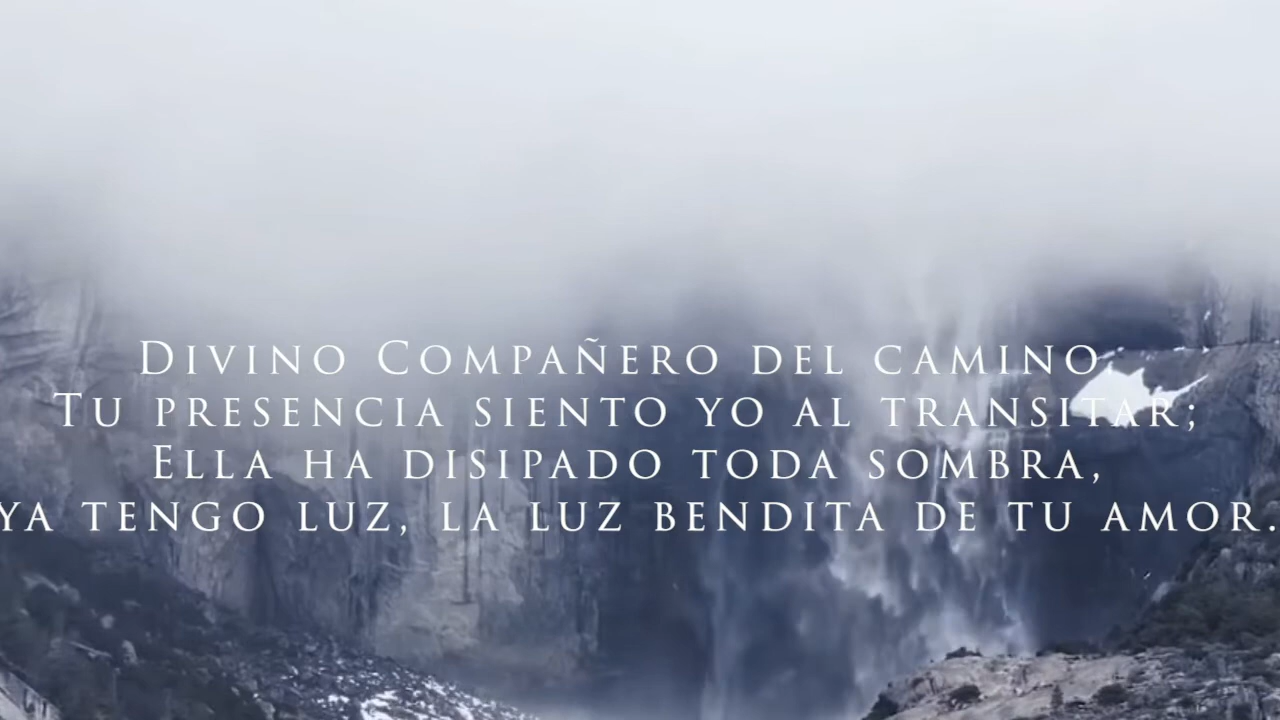 Divino Compañero del camino
Tu presencia siento yo al transitar;
Ella ha disipado toda sombra,
ya tengo luz, la luz bendita de tu amor.